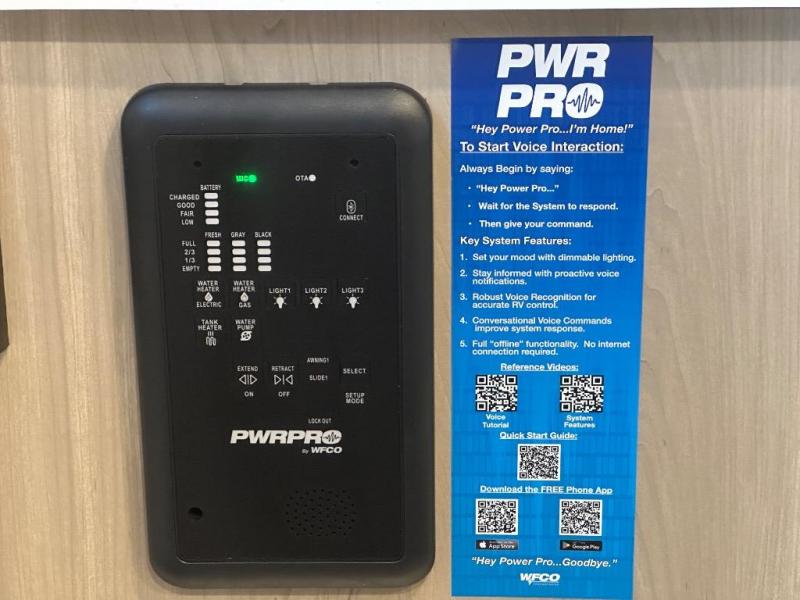 OTA
BATTERY
CHARGED
GOOD
FAIR
LOW
CONNECT
FRESH GRAY BLACK
FULL
2/3
1/3
EMPTY
WATER HEATER ELECTRIC
WATER HEATER GAS
LIGHT1 LIGHT2 LIGHT3
TANK HEATER
WATER PUMP
AWNING1
EXTEND RETRACT SLIDE1 SELECT
ON OFF
SETUP MODE
LOCK OUT
PWRPRO
By WFCO
PWR
PRO
"Hey Power Pro...I'm Home!"
To Start Voice Interaction:
Always Begin by saying:
• "Hey Power Pro..."
• Wait for the System to respond.
• Then give your command.
Key System Features:
1. Set your mood with dimmable lighting.
2. Stay informed with proactive voice
notifications.
3. Robust Voice Recognition for
accurate RV control.
4. Conversational Voice Commands
improve system response.
5. Full "offline" functionality. No internet
connection required.
Reference Videos:
Voice Tutorial
System Features
Quick Start Guide:
Download the FREE Phone App
App Store
Google Play
"Hey Power Pro...Goodbye."
WFCO